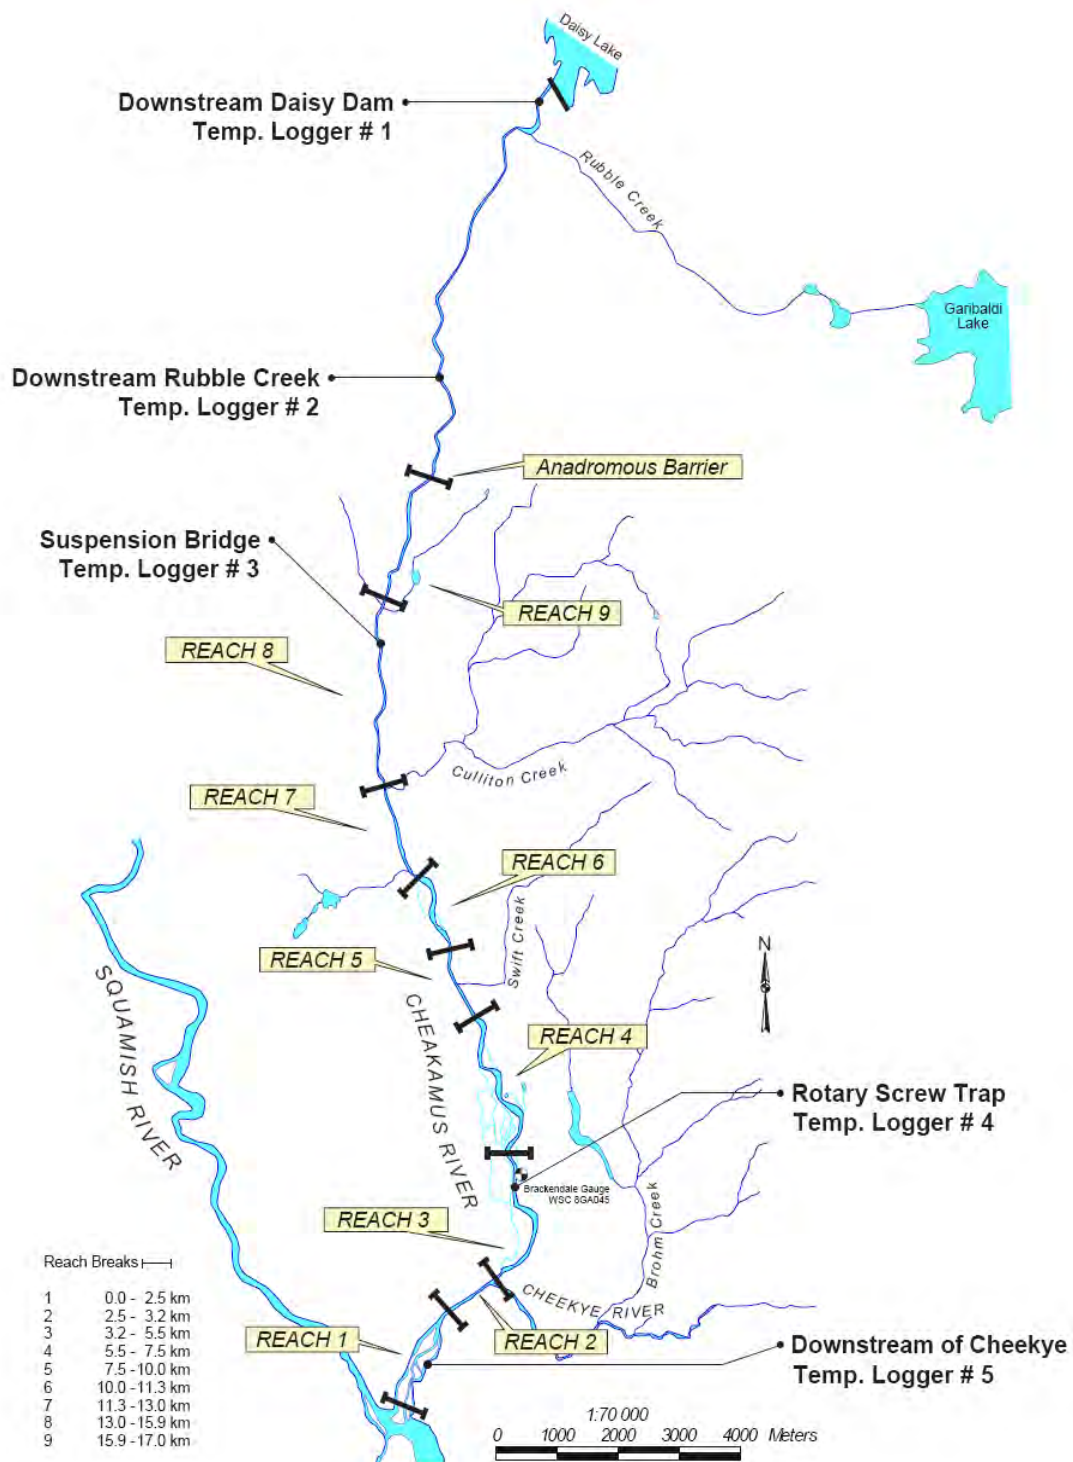 Daisy Lake
Downstream Daisy Dam
Temp. Logger # 1
Rubble Creek
Garibaldi
Lake
Downstream Rubble Creek
Temp. Logger # 2
Anadromous Barrier
Suspension Bridge
Temp. Logger # 3
REACH 9
REACH 8
Culliton Creek
REACH 7
REACH 6
Swift Creek
REACH 5
N
SQUAMISH RIVER
CHEAKAMUS RIVER
REACH 4
Rotary Screw Trap
Temp. Logger # 4
Brackendale Gauge
WSC 8GA045
Brohm Creek
REACH 3
CHEEKYE RIVER
REACH 1
REACH 2
Downstream of Cheekye
Temp. Logger # 5
Reach Breaks
1 0.0 - 2.5 km
2 2.5 - 3.2 km
3 3.2 - 5.5 km
4 5.5 - 7.5 km
5 7.5 - 10.0 km
6 10.0 - 11.3 km
7 11.3 - 13.0 km
8 13.0 - 15.9 km
9 15.9 - 17.0 km
1:70 000
0 1000 2000 3000 4000 Meters